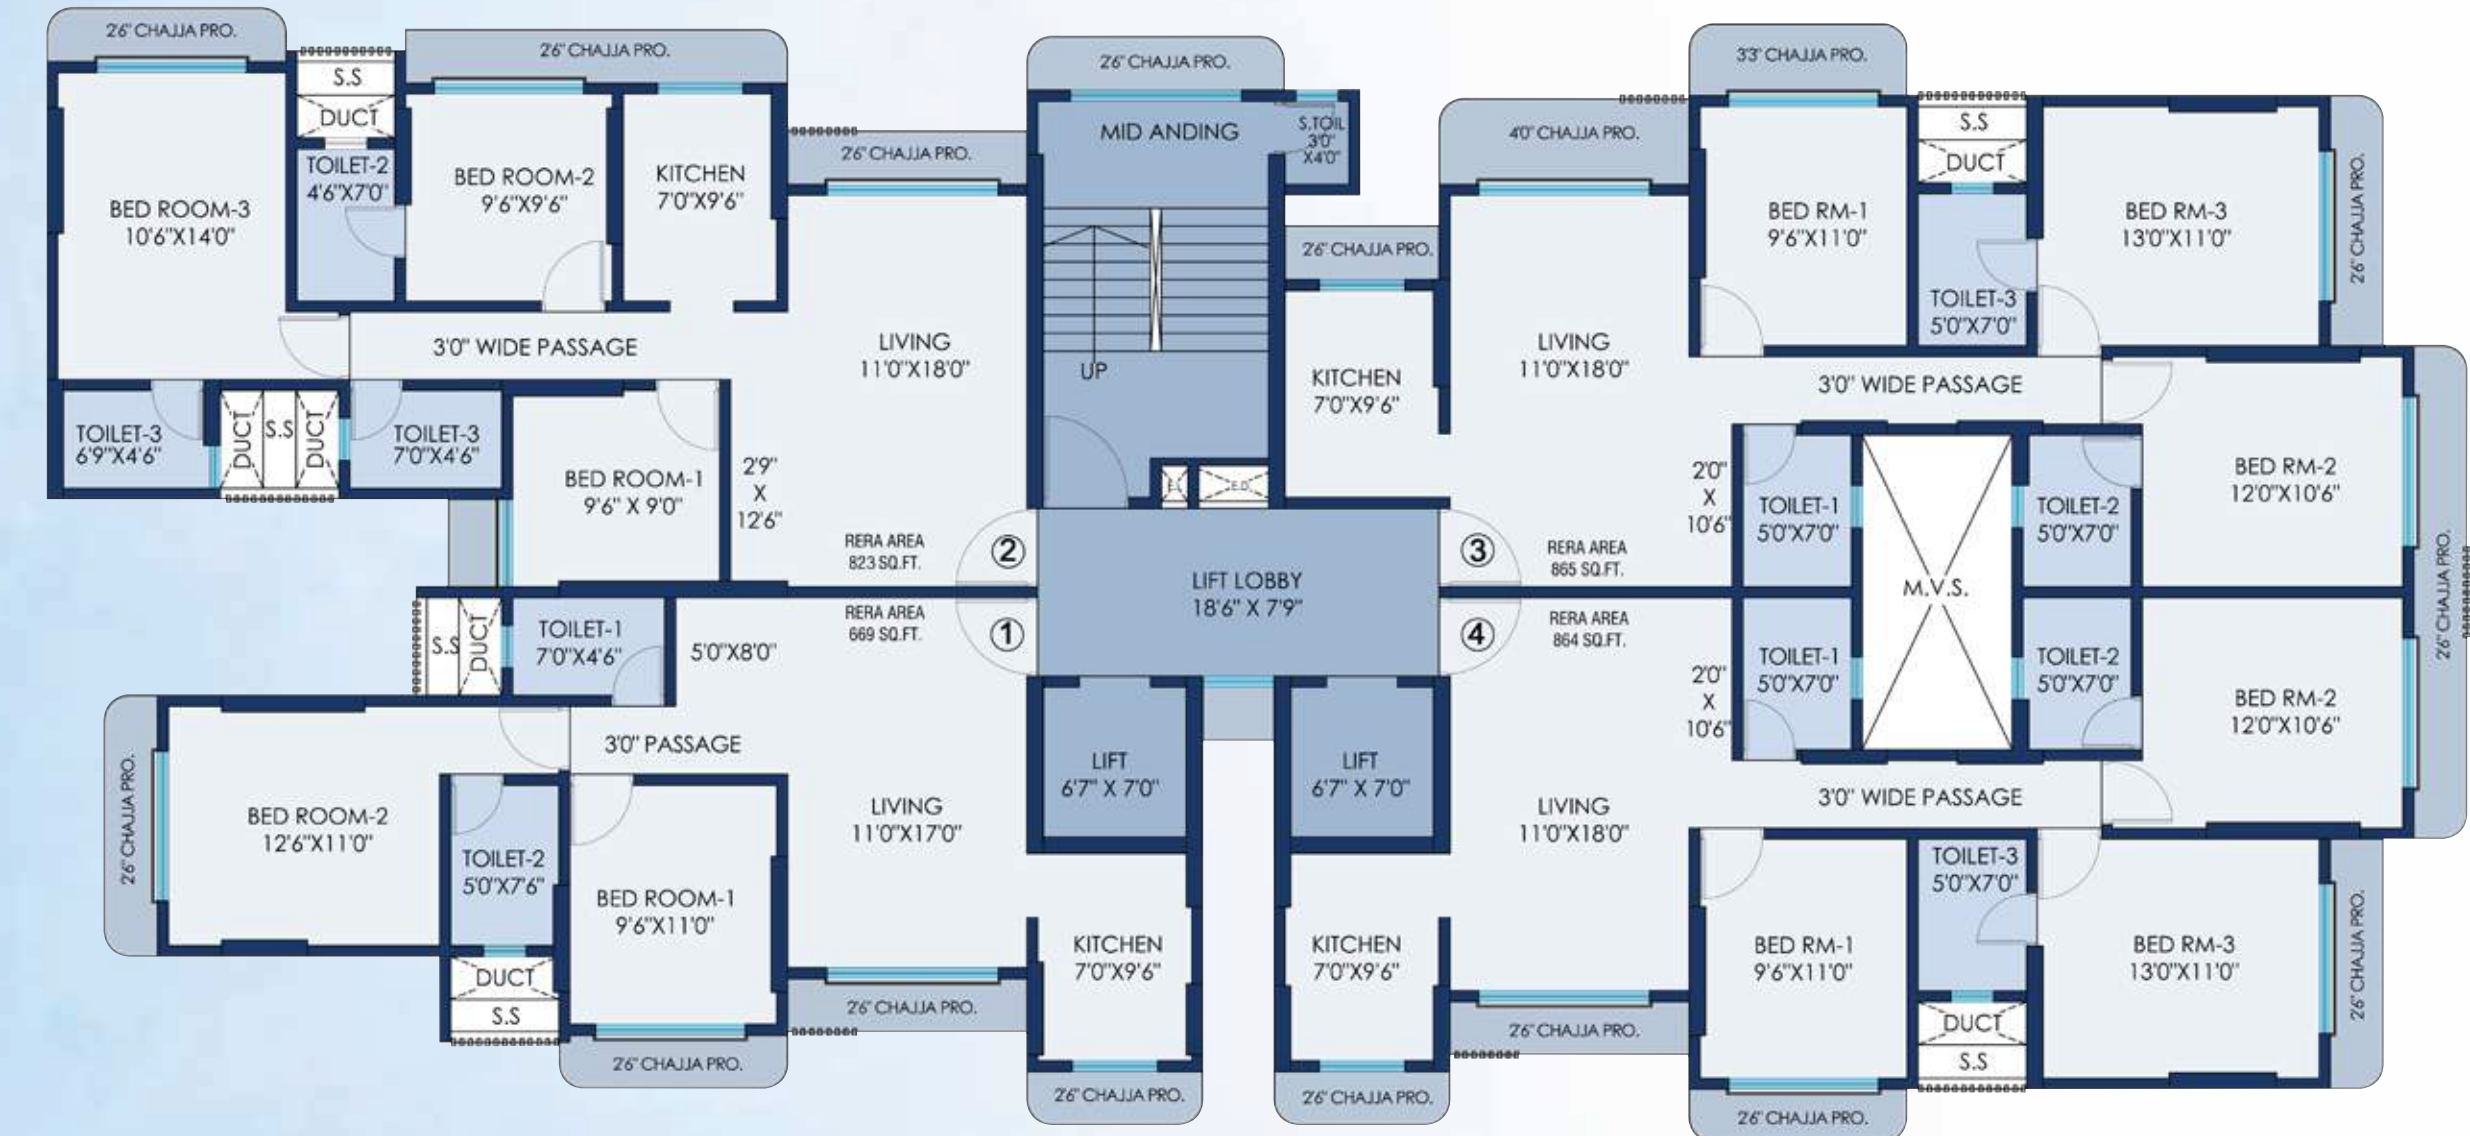 2'6" CHAJJA PRO.
S.S
DUCT
2'6" CHAJJA PRO.
BED ROOM-3
10'6"X14'0"
TOILET-2
4'6"X7'0"
BED ROOM-2
9'6"X9'6"
KITCHEN
7'0"X9'6"
2'6" CHAJJA PRO.
3'0" WIDE PASSAGE
LIVING
11'0"X18'0"
TOILET-3
6'9"X4'6"
DUCT
S.S
DUCT
TOILET-3
7'0"X4'6"
BED ROOM-1
9'6" X 9'0"
2'9"
X
12'6"
RERA AREA
823 SQ.FT.
2
2'6" CHAJJA PRO.
MID ANDING
S.TOIL
3'0"
X4'0"
UP
E.D.
LIFT LOBBY
18'6" X 7'9"
3'3" CHAJJA PRO.
4'0" CHAJJA PRO.
2'6" CHAJJA PRO.
KITCHEN
7'0"X9'6"
LIVING
11'0"X18'0"
BED RM-1
9'6"X11'0"
S.S
DUCT
TOILET-3
5'0"X7'0"
BED RM-3
13'0"X11'0"
2'6" CHAJJA PRO.
3'0" WIDE PASSAGE
2'0"
X
10'6"
TOILET-1
5'0"X7'0"
TOILET-2
5'0"X7'0"
BED RM-2
12'0"X10'6"
3
RERA AREA
865 SQ.FT.
M.V.S.
2'6" CHAJJA PRO.
S.S
DUCT
TOILET-1
7'0"X4'6"
5'0"X8'0"
RERA AREA
669 SQ.FT.
1
2'6" CHAJJA PRO.
BED ROOM-2
12'6"X11'0"
3'0" PASSAGE
TOILET-2
5'0"X7'6"
DUCT
S.S
BED ROOM-1
9'6"X11'0"
2'6" CHAJJA PRO.
LIVING
11'0"X17'0"
2'6" CHAJJA PRO.
LIFT
6'7" X 7'0"
KITCHEN
7'0"X9'6"
2'6" CHAJJA PRO.
LIFT
6'7" X 7'0"
KITCHEN
7'0"X9'6"
2'6" CHAJJA PRO.
4
RERA AREA
864 SQ.FT.
2'0"
X
10'6"
TOILET-1
5'0"X7'0"
TOILET-2
5'0"X7'0"
BED RM-2
12'0"X10'6"
3'0" WIDE PASSAGE
LIVING
11'0"X18'0"
2'6" CHAJJA PRO.
BED RM-1
9'6"X11'0"
2'6" CHAJJA PRO.
TOILET-3
5'0"X7'0"
DUCT
S.S
BED RM-3
13'0"X11'0"
2'6" CHAJJA PRO.